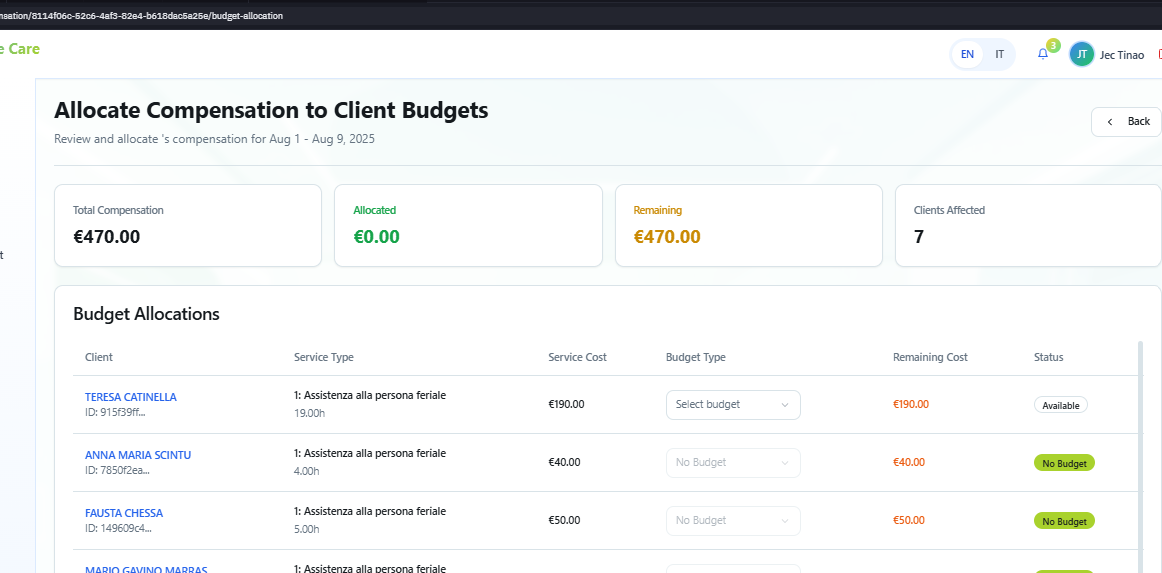 nsation/8114f06c-52c6-4af3-82e4-b618dac5a25e/budget-allocation
e Care
EN IT 3 JT Jec Tinao
Allocate Compensation to Client Budgets
Back
Review and allocate 's compensation for Aug 1 - Aug 9, 2025
Total Compensation
€470.00
Allocated
€0.00
Remaining
€470.00
Clients Affected
7
t
Budget Allocations
Client Service Type Service Cost Budget Type Remaining Cost Status
TERESA CATINELLA
ID: 915f39ff...
1: Assistenza alla persona feriale
19.00h
€190.00
Select budget
€190.00
Available
ANNA MARIA SCINTU
ID: 7850f2ea...
1: Assistenza alla persona feriale
4.00h
€40.00
No Budget
€40.00
No Budget
FAUSTA CHESSA
ID: 149609c4...
1: Assistenza alla persona feriale
5.00h
€50.00
No Budget
€50.00
No Budget
MARIO GAVINO MARRAS
1: Assistenza alla persona feriale